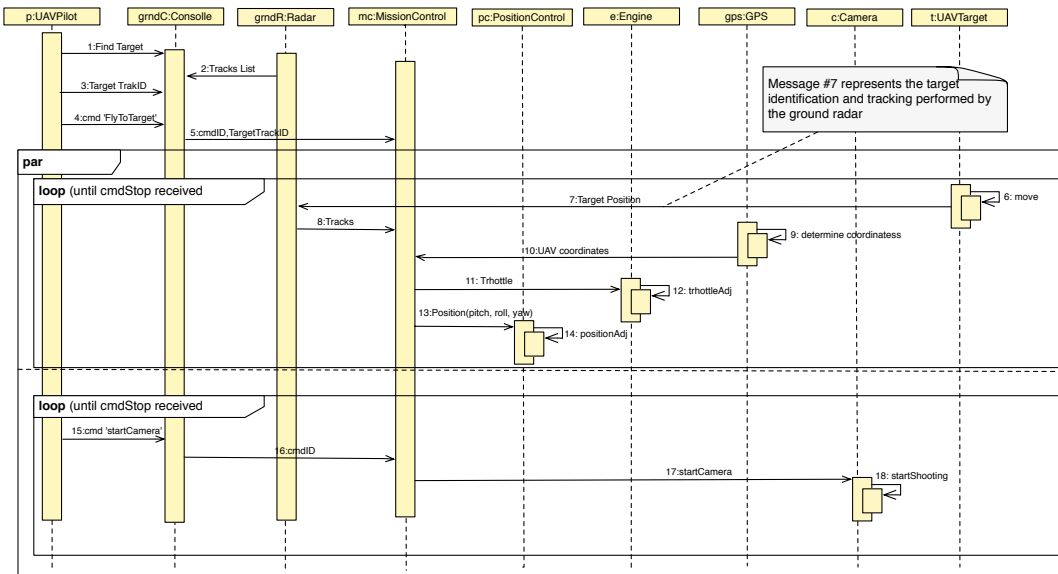 p:UAVPilot
grndC:Consolle
grndR:Radar
mc:MissionControl
pc:PositionControl
e:Engine
gps:GPS
c:Camera
t:UAVTarget
1:Find Target
2:Tracks List
3:Target TrakID
4:cmd 'FlyToTarget'
5:cmdID,TargetTrackID
Message #7 represents the target
identification and tracking performed by
the ground radar
par
loop (until cmdStop received
6: move
7:Target Position
8:Tracks
9: determine coordinatess
10:UAV coordinates
11: Trhottle
12: trhottleAdj
13:Position(pitch, roll, yaw)
14: positionAdj
loop (until cmdStop received
15:cmd 'startCamera'
16:cmdID
17:startCamera
18: startShooting